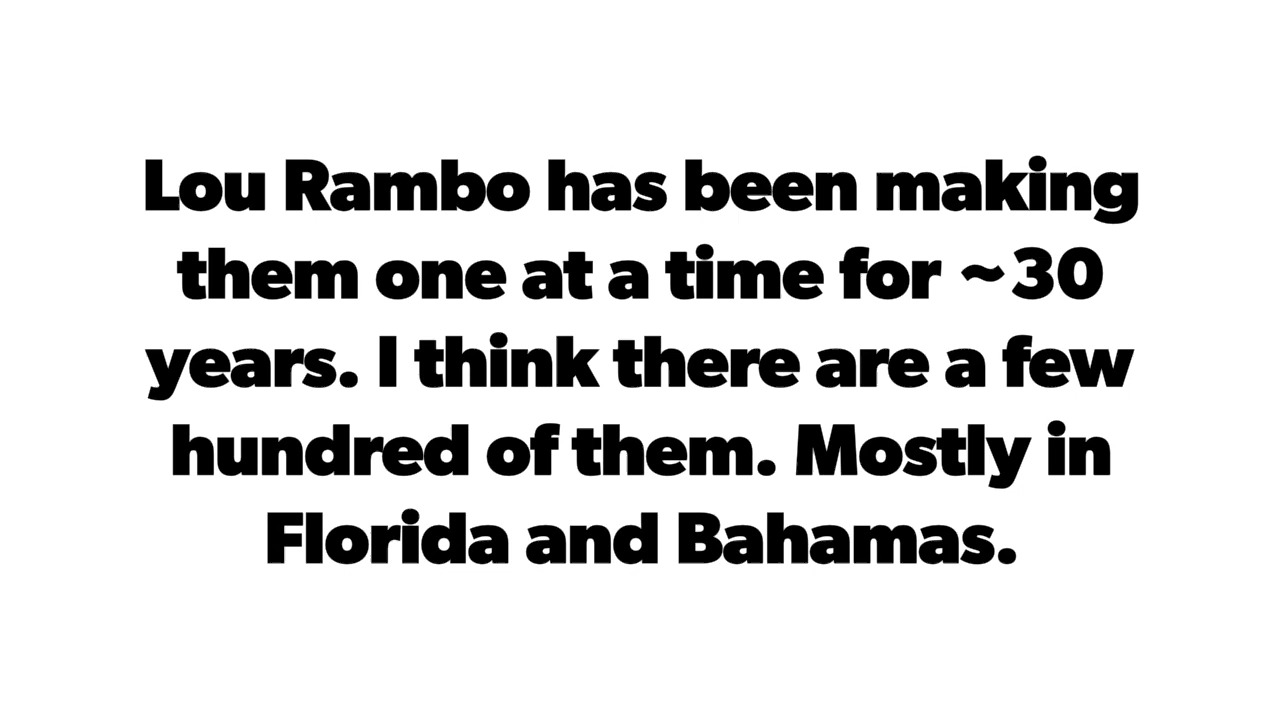 Lou Rambo has been making
them one at a time for ~30
years. I think there are a few
hundred of them. Mostly in
Florida and Bahamas.